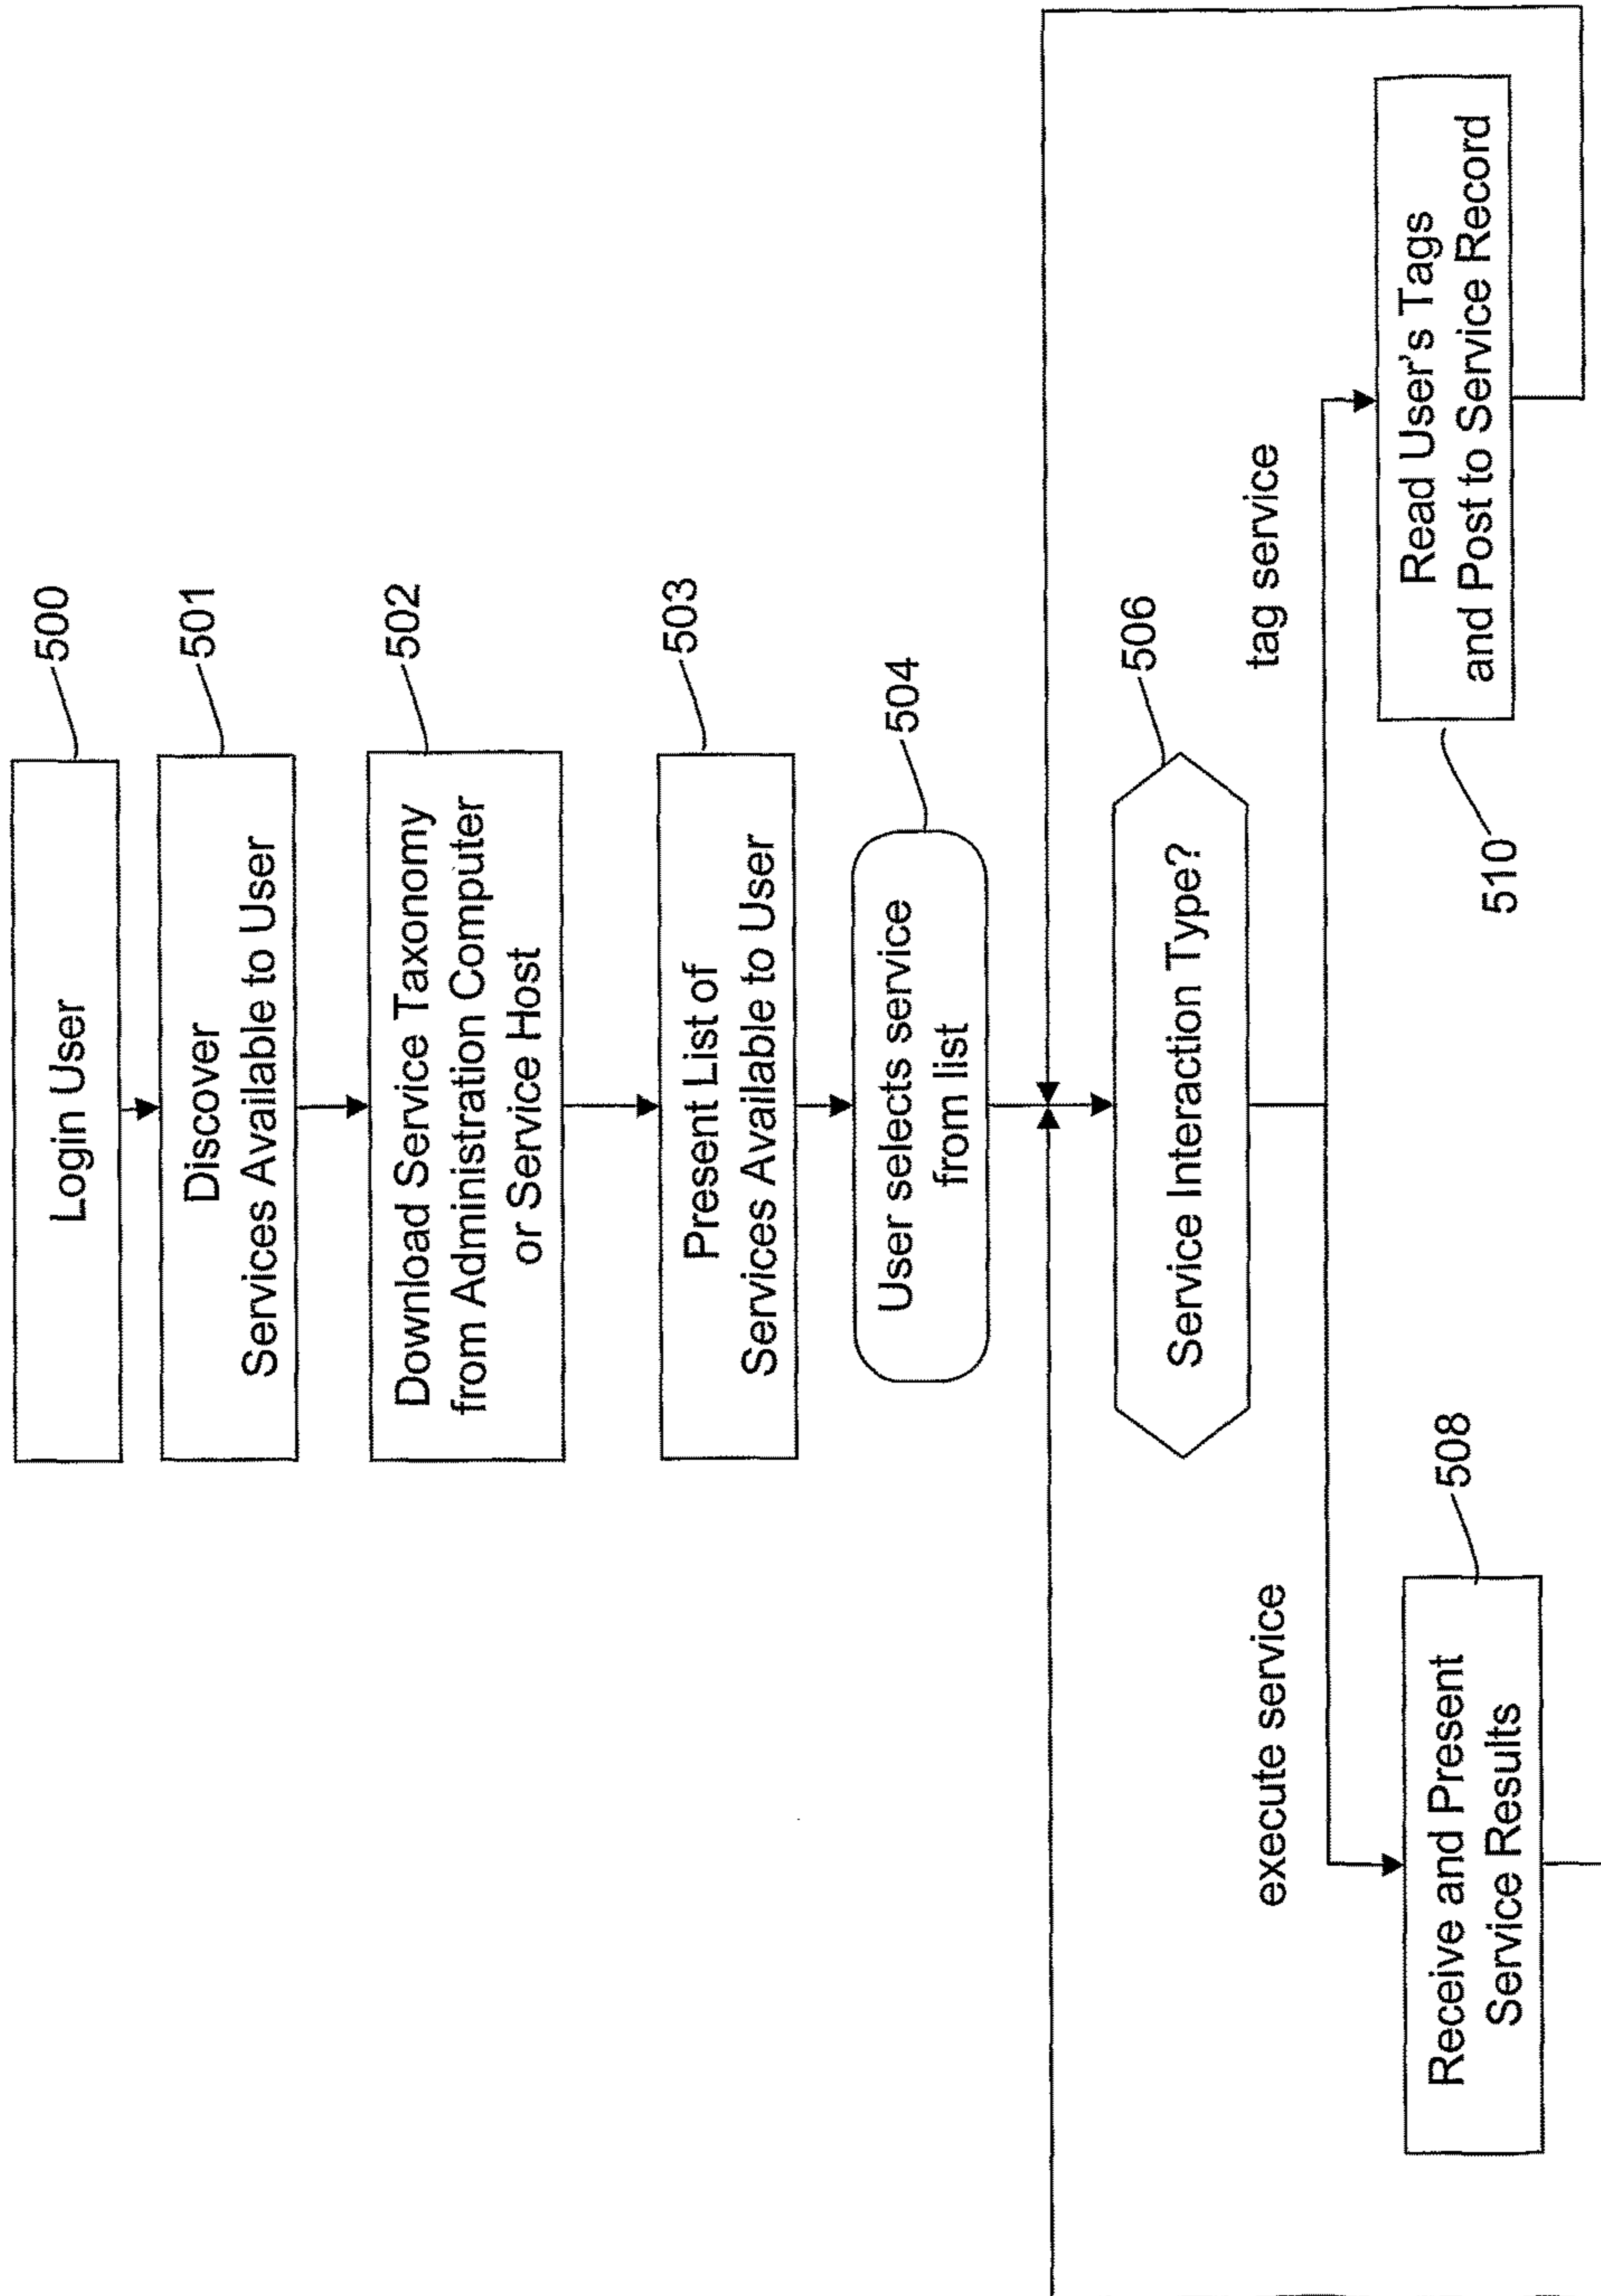 Login User
500
Discover
Services Available to User
501
Download Service Taxonomy
from Administration Computer
or Service Host
502
Present List of
Services Available to User
503
User selects service
from list
504
Service Interaction Type?
506
execute service
tag service
Receive and Present
Service Results
508
Read User's Tags
and Post to Service Record
510